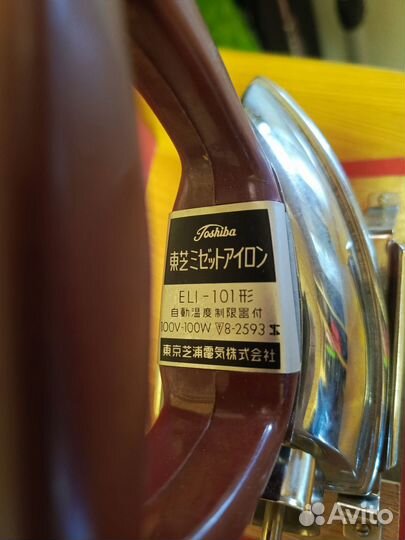 Toshiba
東芝ミゼットアイロン
ELI-101形
自動温度制限器付
100V-100W ▽8-2593
東京芝浦電気株式会社
Avito